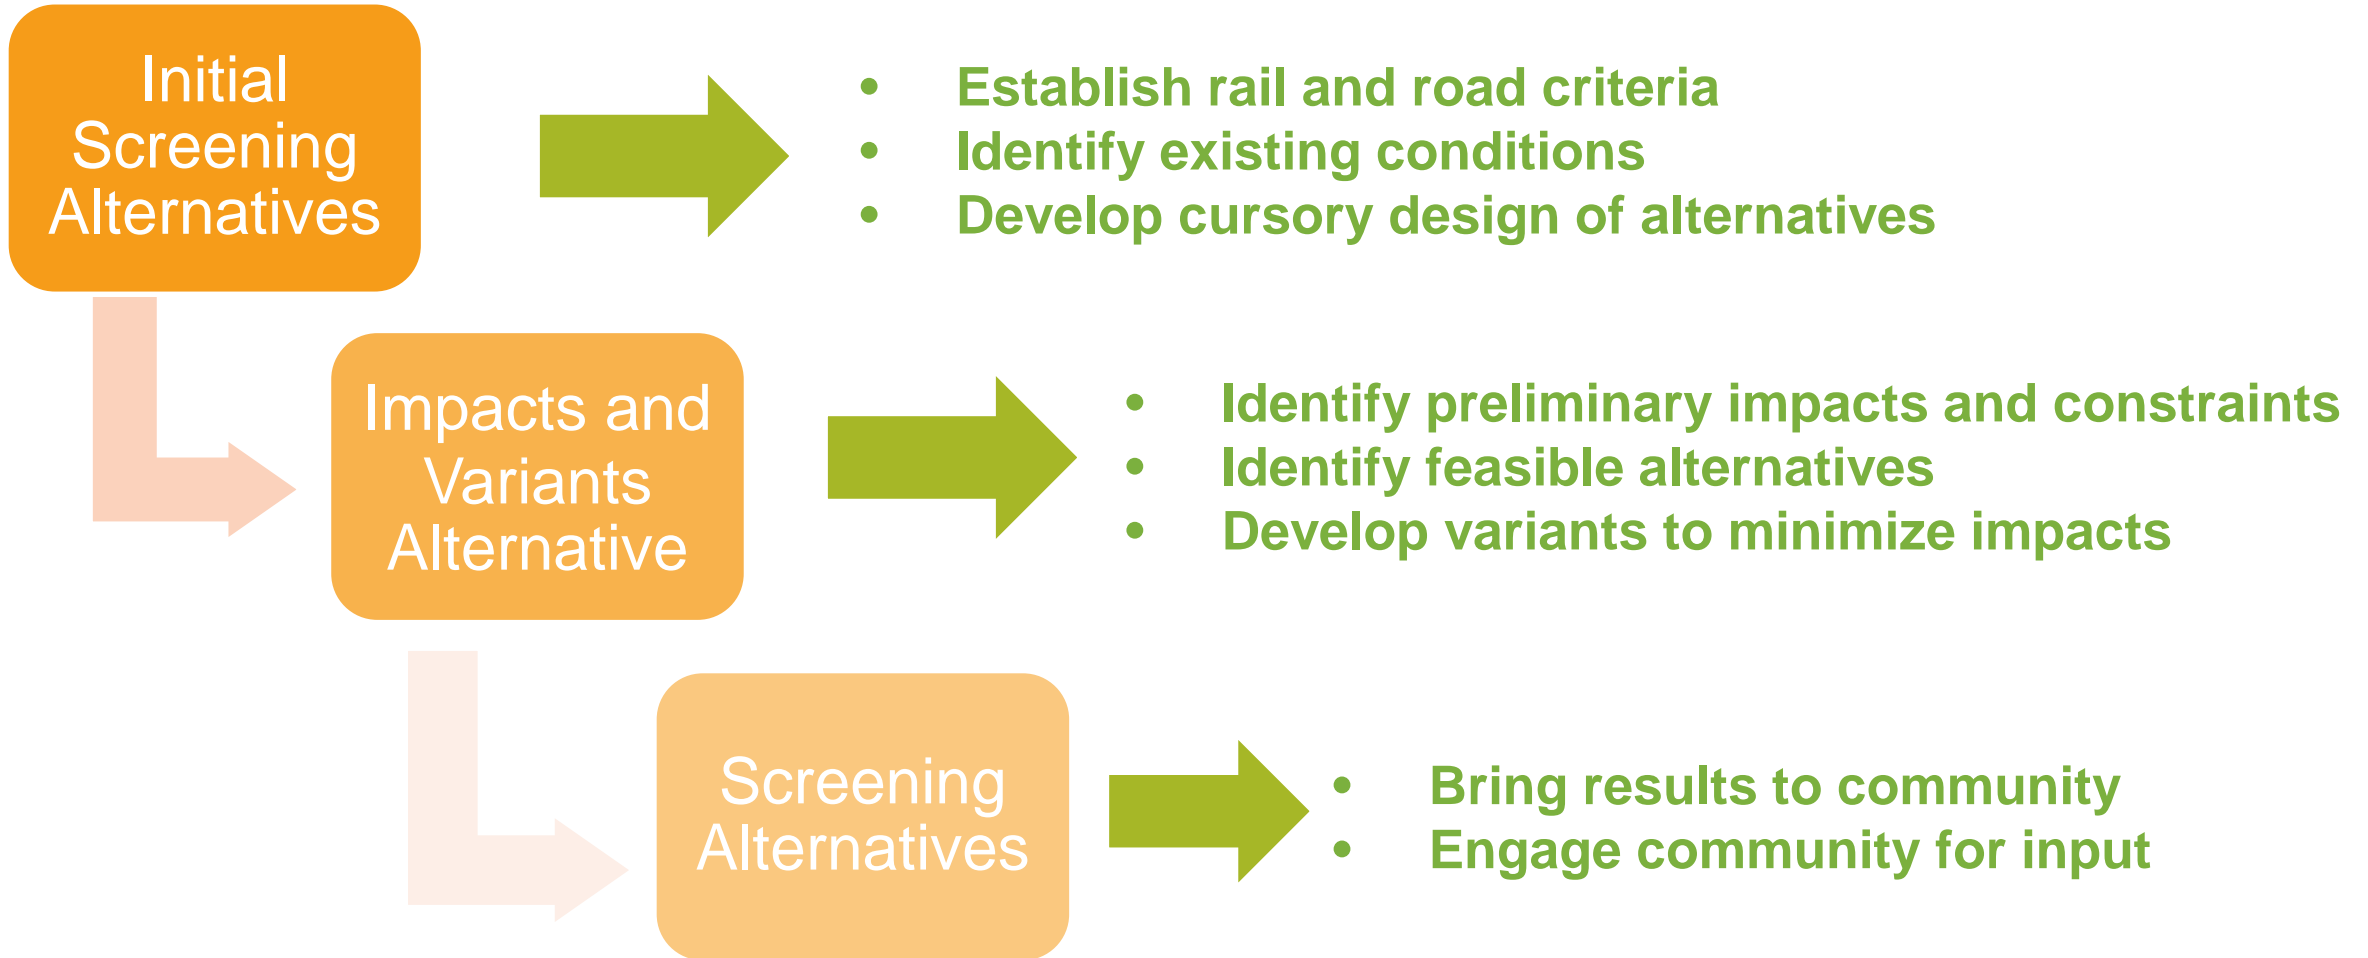 Initial
Screening
Alternatives
• Establish rail and road criteria
• Identify existing conditions
• Develop cursory design of alternatives
Impacts and
Variants
Alternative
• Identify preliminary impacts and constraints
• Identify feasible alternatives
• Develop variants to minimize impacts
Screening
Alternatives
• Bring results to community
• Engage community for input